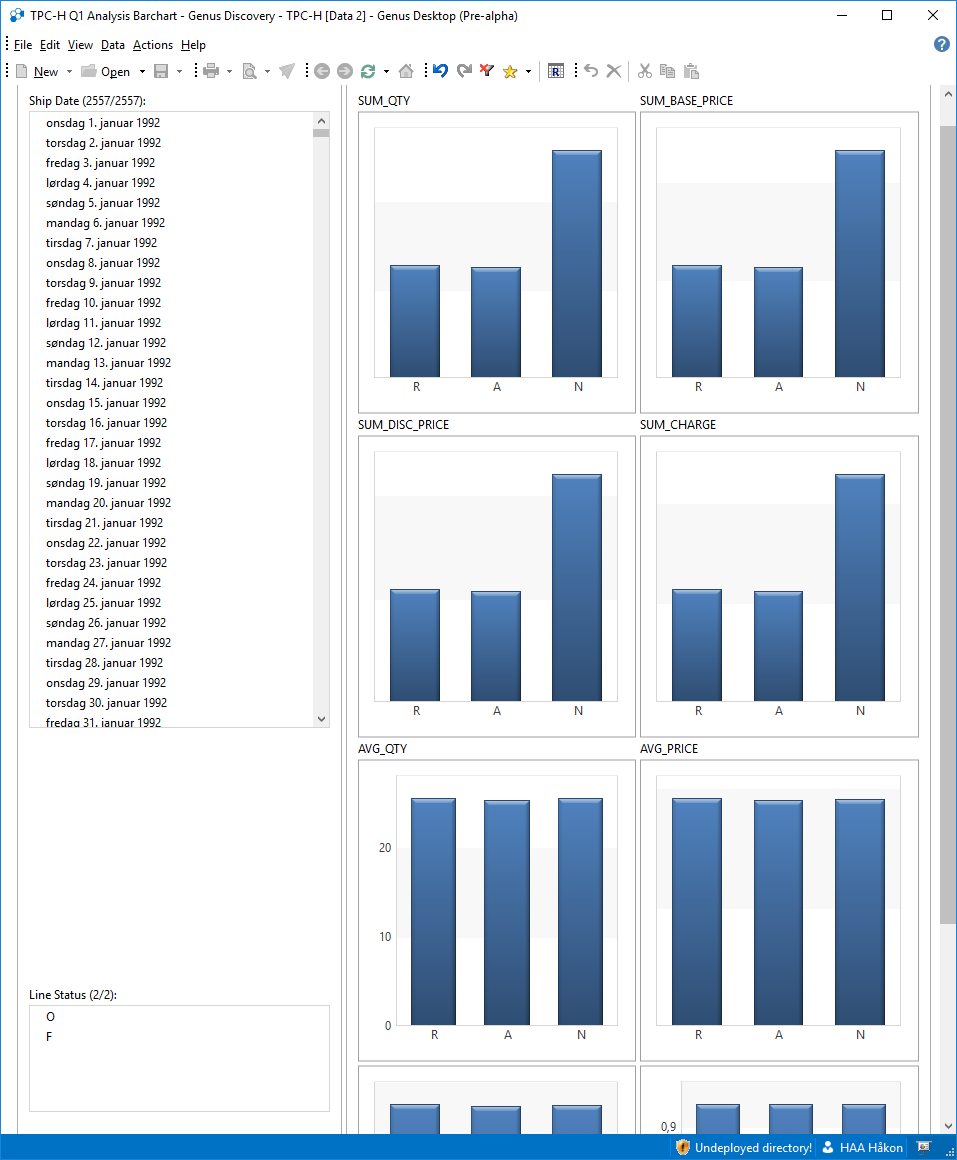 TPC-H Q1 Analysis Barchart - Genus Discovery - TPC-H [Data 2] - Genus Desktop (Pre-alpha)
File Edit View Data Actions Help
?
New Open R
Ship Date (2557/2557):
onsdag 1. januar 1992
torsdag 2. januar 1992
fredag 3. januar 1992
lørdag 4. januar 1992
søndag 5. januar 1992
mandag 6. januar 1992
tirsdag 7. januar 1992
onsdag 8. januar 1992
torsdag 9. januar 1992
fredag 10. januar 1992
lørdag 11. januar 1992
søndag 12. januar 1992
mandag 13. januar 1992
tirsdag 14. januar 1992
onsdag 15. januar 1992
torsdag 16. januar 1992
fredag 17. januar 1992
lørdag 18. januar 1992
søndag 19. januar 1992
mandag 20. januar 1992
tirsdag 21. januar 1992
onsdag 22. januar 1992
torsdag 23. januar 1992
fredag 24. januar 1992
lørdag 25. januar 1992
søndag 26. januar 1992
mandag 27. januar 1992
tirsdag 28. januar 1992
onsdag 29. januar 1992
torsdag 30. januar 1992
fredag 31. januar 1992
Line Status (2/2):
O
F
SUM_QTY
R A N
SUM_BASE_PRICE
R A N
SUM_DISC_PRICE
R A N
SUM_CHARGE
R A N
AVG_QTY
20
10
0
R A N
AVG_PRICE
R A N
0,9
Undeployed directory! HAA Håkon